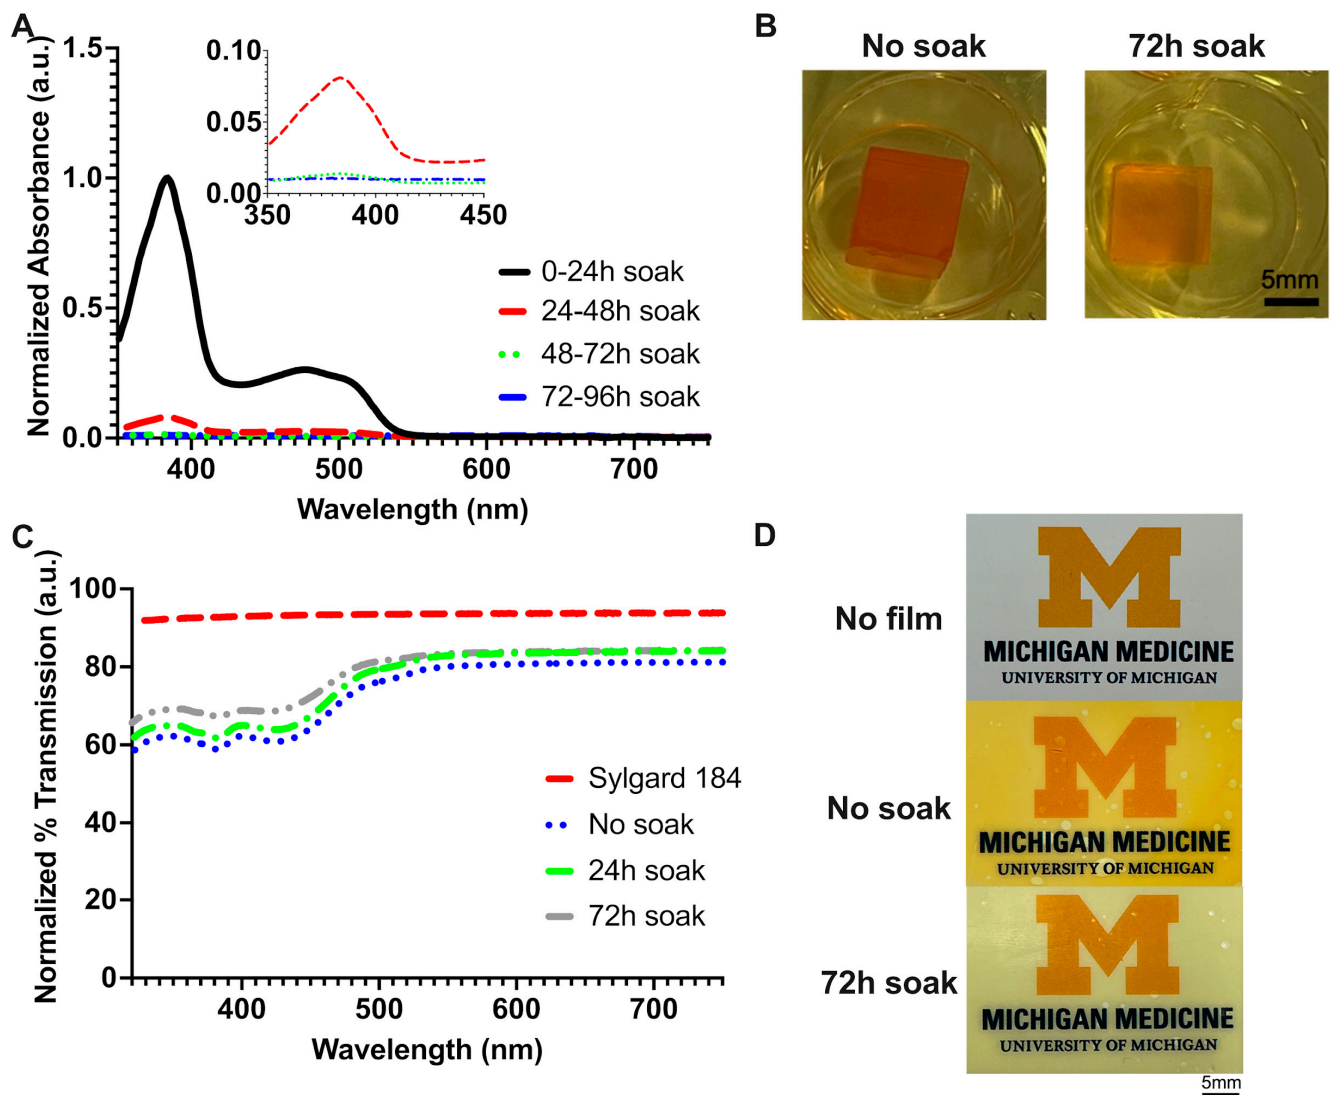 A
Normalized Absorbance (a.u.)
1.5
1.0
0.5
0.0
400
500
600
700
Wavelength (nm)
0.10
0.05
0.00
350
400
450
0-24h soak
24-48h soak
48-72h soak
72-96h soak
B
No soak
72h soak
5mm
C
Normalized % Transmission (a.u.)
100
80
60
40
20
0
400
500
600
700
Wavelength (nm)
Sylgard 184
No soak
24h soak
72h soak
D
No film
MICHIGAN MEDICINE
UNIVERSITY OF MICHIGAN
No soak
MICHIGAN MEDICINE
UNIVERSITY OF MICHIGAN
72h soak
MICHIGAN MEDICINE
UNIVERSITY OF MICHIGAN
5mm